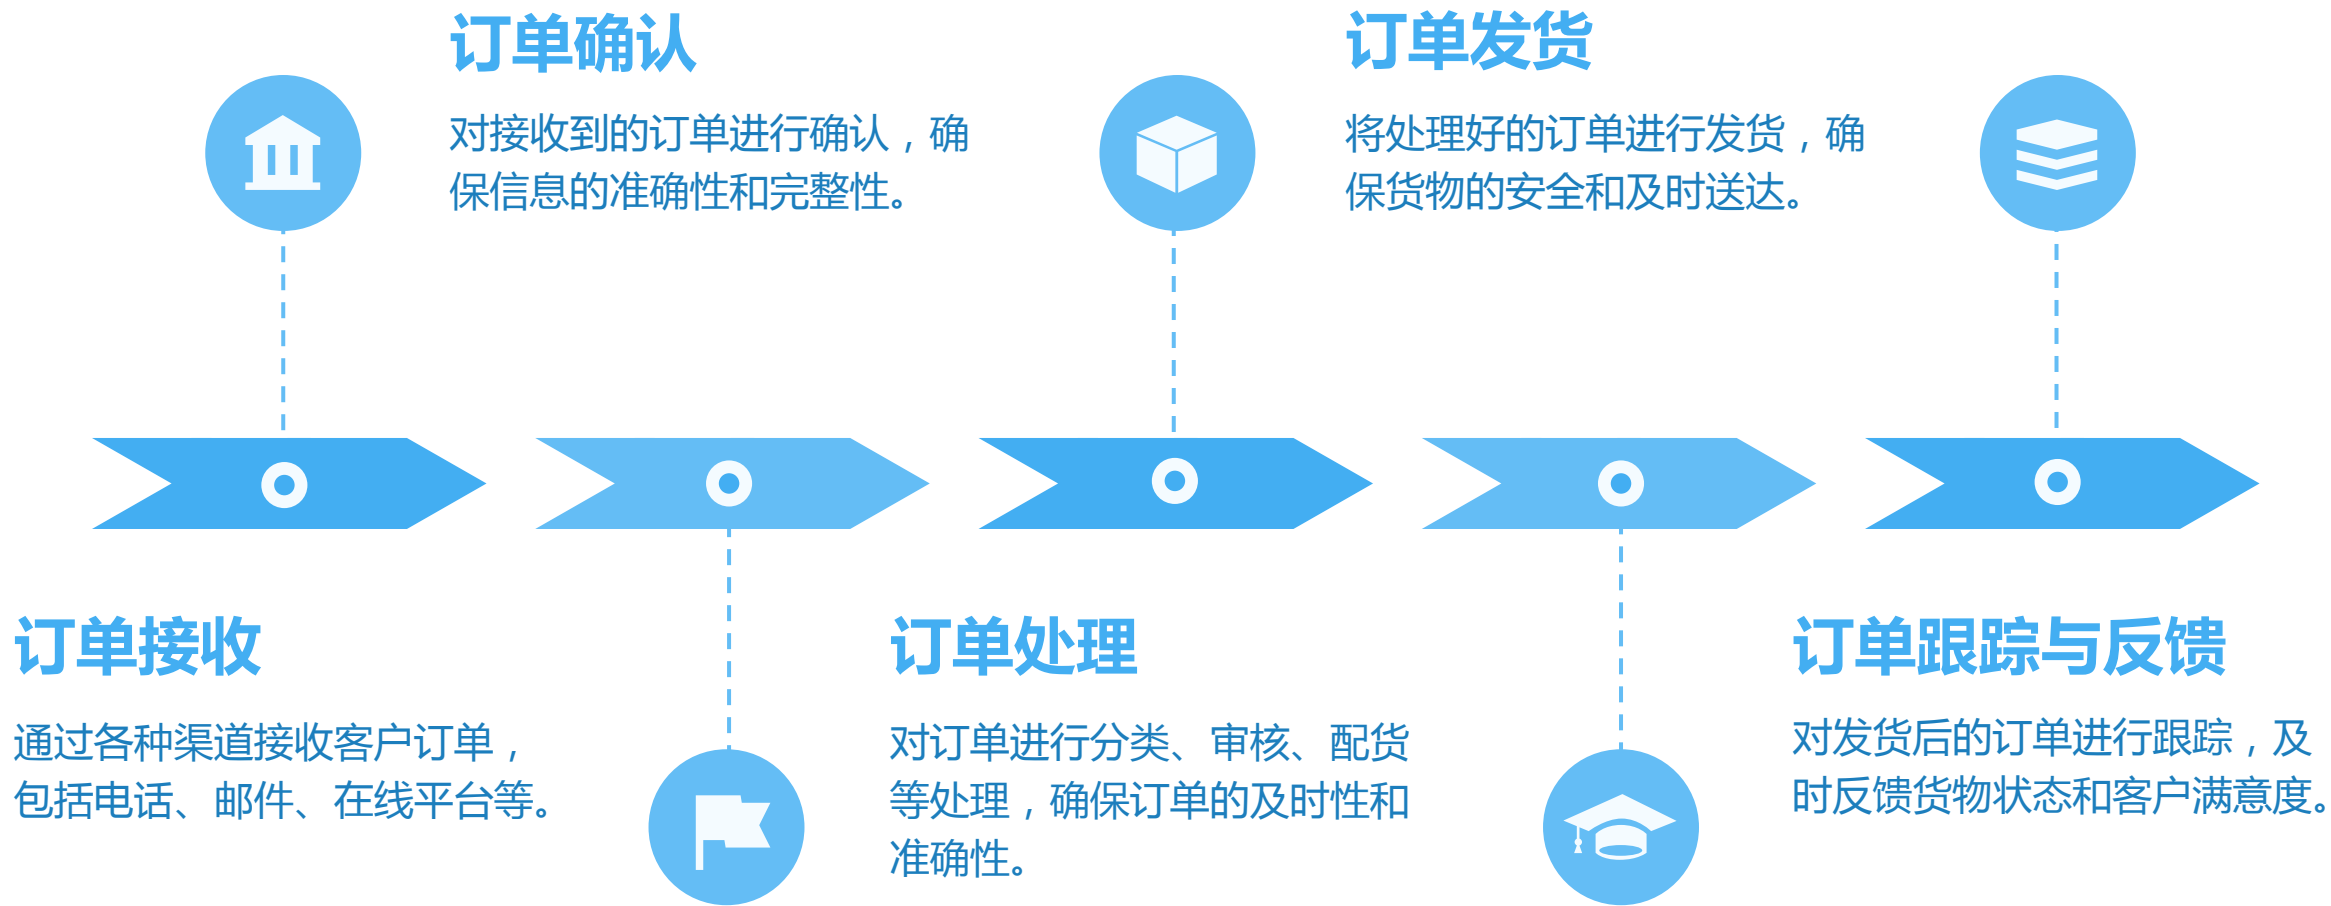 订单接收
通过各种渠道接收客户订单，
包括电话、邮件、在线平台等。
订单确认
对接收到的订单进行确认，确
保信息的准确性和完整性。
订单处理
对订单进行分类、审核、配货
等处理，确保订单的及时性和
准确性。
订单发货
将处理好的订单进行发货，确
保货物的安全和及时送达。
订单跟踪与反馈
对发货后的订单进行跟踪，及
时反馈货物状态和客户满意度。